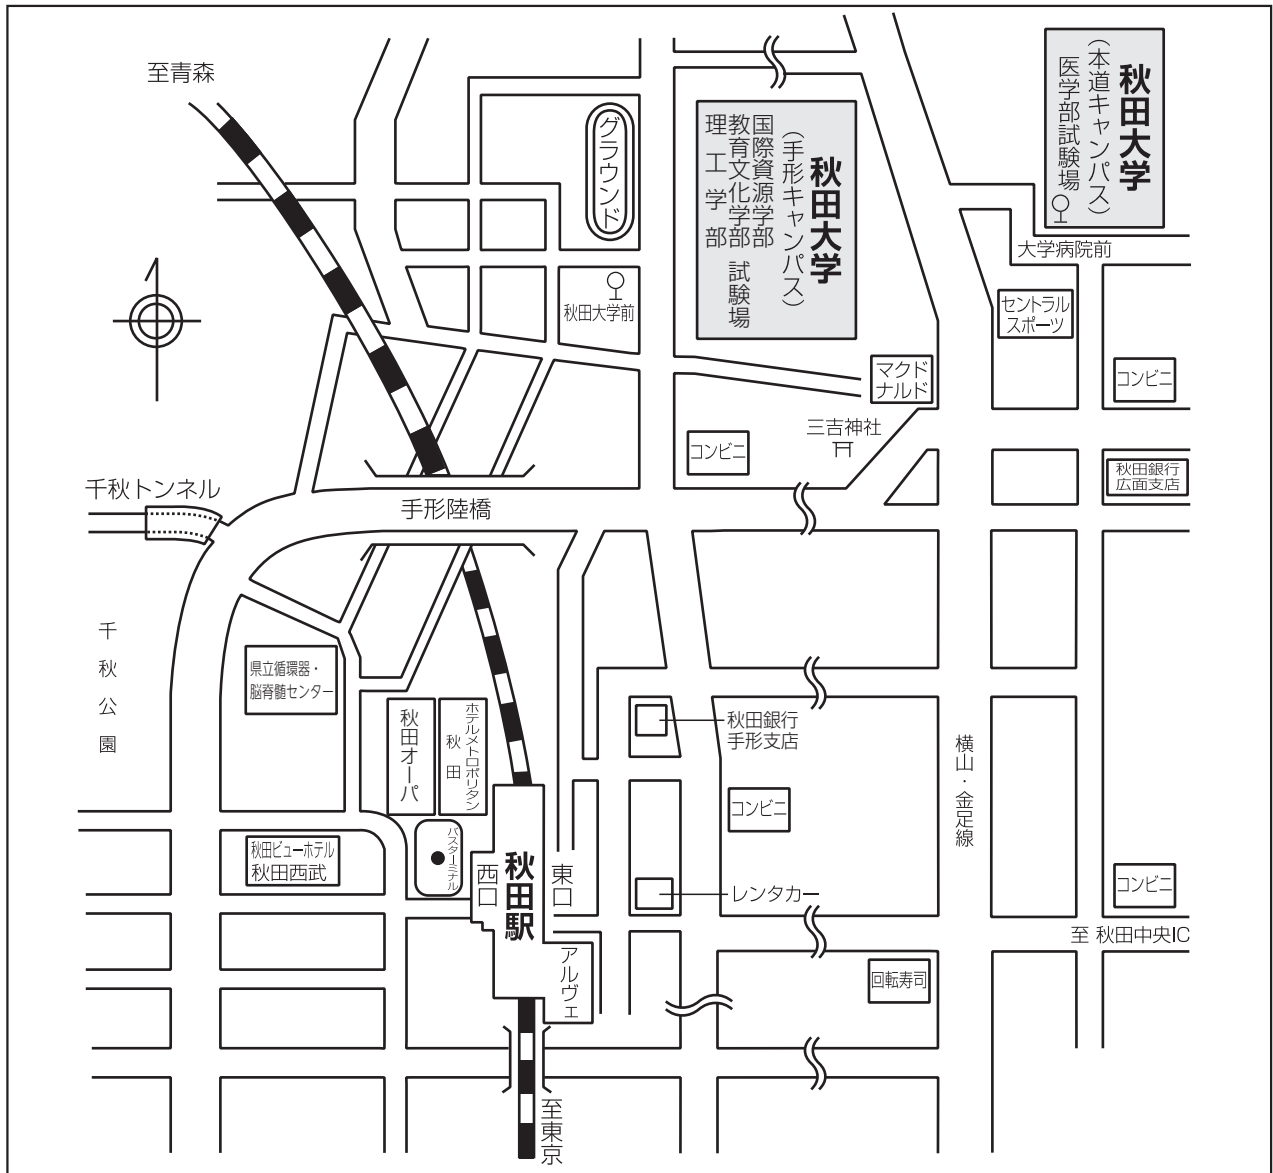 至青森
グラウンド
秋田大学
(手形キャンパス)
国際資源学部
教育文化学部
理工学部
試験場
秋田大学
(本道キャンパス)
医学部試験場
大学病院前
秋田大学前
セントラル
スポーツ
コンビニ
マクド
ナルド
三吉神社
コンビニ
秋田銀行
広面支店
千秋トンネル
手形陸橋
千秋公園
県立循環器・
脳脊髄センター
秋田オーパ
ホテルメトロポリタン
秋田
秋田銀行
手形支店
横山・金足線
コンビニ
秋田ビューホテル
秋田西武
バスターミナル
西口
秋田駅
東口
レンタカー
コンビニ
至 秋田中央IC
アルヴェ
回転寿司
至東京